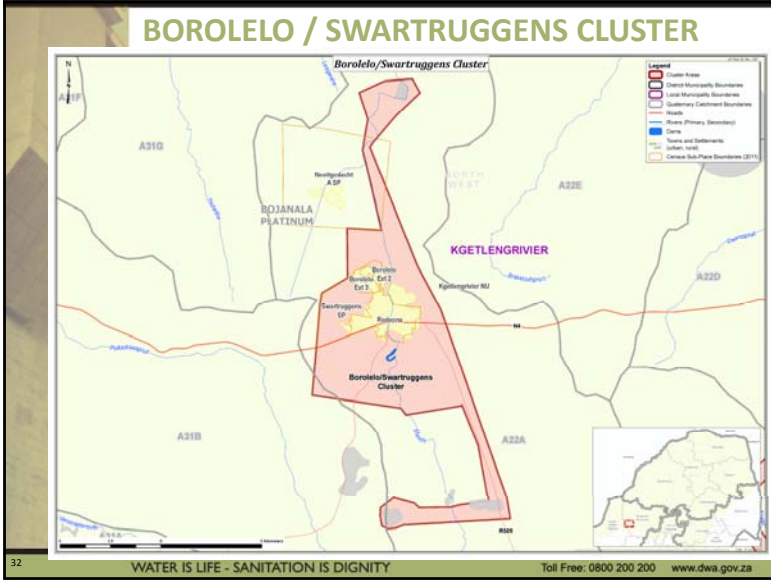 BOROLELO / SWARTRUGGENS CLUSTER
Borolelo/Swartruggens Cluster
N
A21F
A31G
Nooitgedacht
A SP
BOJANALA
PLATINUM
NORTH
WEST
A22E
KGETLENGRIVIER
A22D
Borolelo
Ext 2
Borolelo
Ext 3
Kgetlengrivier NU
Swartruggens
SP
Rodeona
N4
Borolelo/Swartruggens
Cluster
A31B
A22A
R509
Legend
Cluster Areas
District Municipality Boundaries
Local Municipality Boundaries
Quaternary Catchment Boundaries
Roads
Rivers (Primary, Secondary)
Dams
Towns and Settlements
(urban, rural)
Census Sub-Place Boundaries (2011)
32
WATER IS LIFE - SANITATION IS DIGNITY
Toll Free: 0800 200 200
www.dwa.gov.za